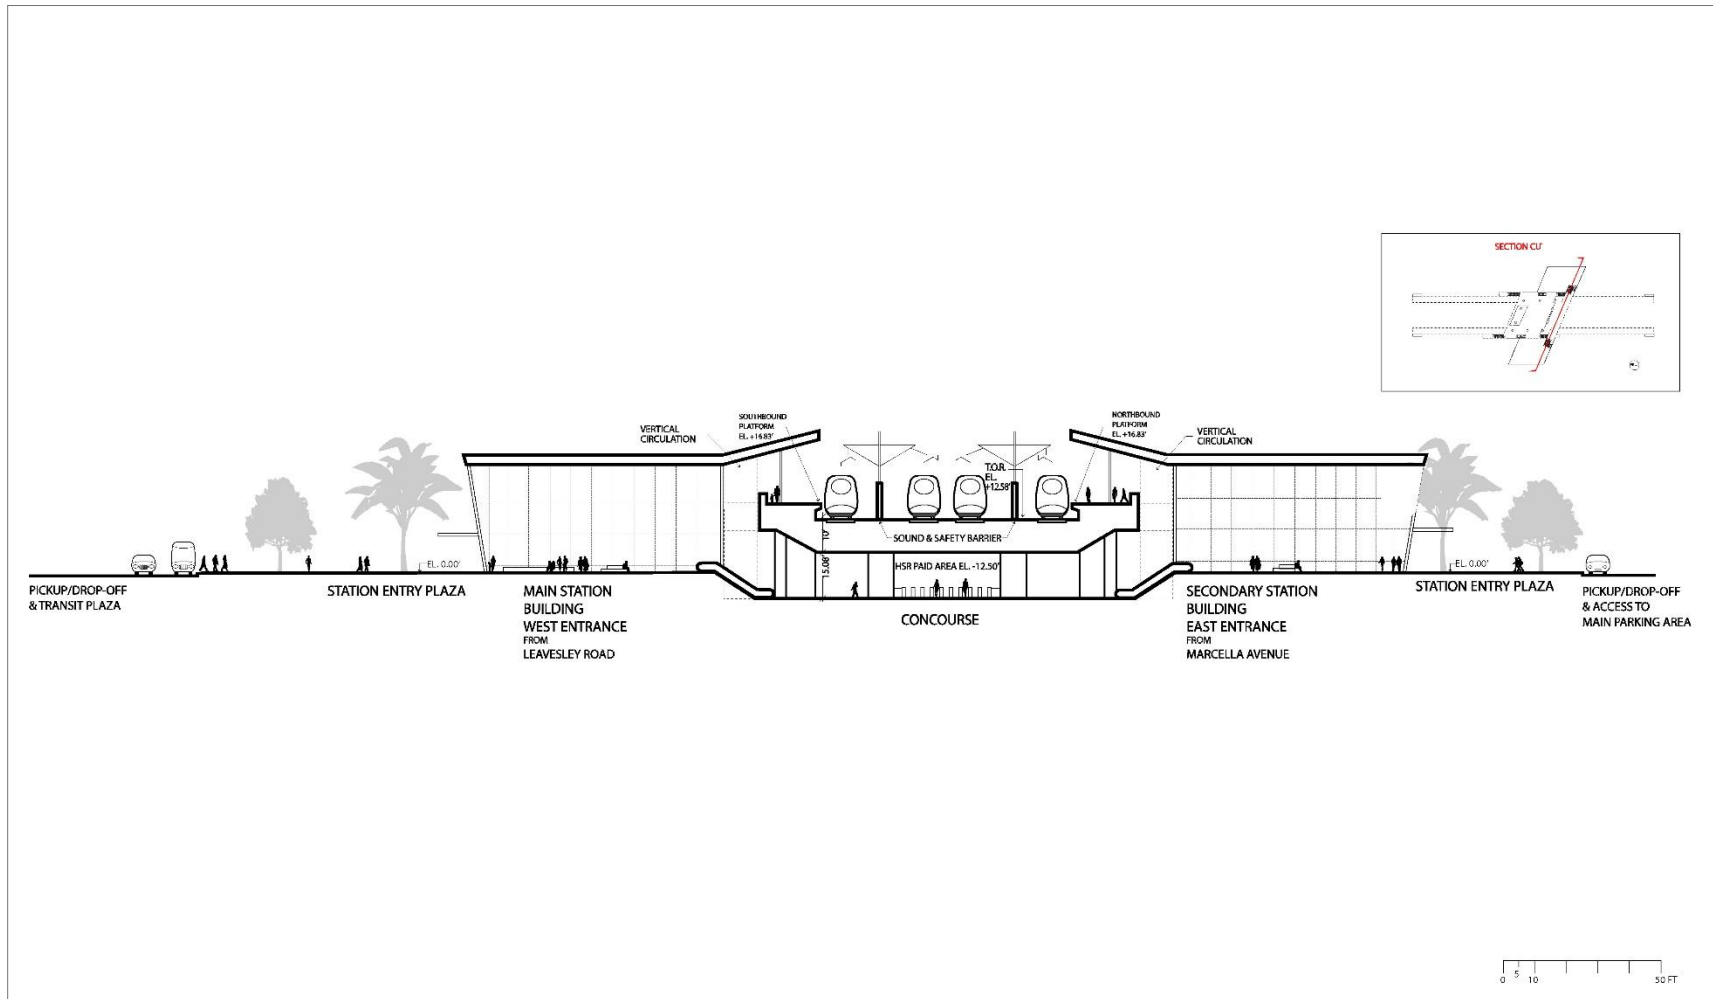 SECTION CU
SOUTHBOUND
PLATFORM
EL. +16.83'
NORTHBOUND
PLATFORM
EL. +16.83'
VERTICAL
CIRCULATION
VERTICAL
CIRCULATION
T.O.R.
EL.
+12.58'
SOUND & SAFETY BARRIER
10'
15.08'
HSR PAID AREA EL. -12.50'
EL. 0.00'
EL. 0.00'
PICKUP/DROP-OFF
& TRANSIT PLAZA
STATION ENTRY PLAZA
MAIN STATION
BUILDING
WEST ENTRANCE
FROM
LEAVESLEY ROAD
CONCOURSE
SECONDARY STATION
BUILDING
EAST ENTRANCE
FROM
MARCELLA AVENUE
STATION ENTRY PLAZA
PICKUP/DROP-OFF
& ACCESS TO
MAIN PARKING AREA
0 5 10 50 FT